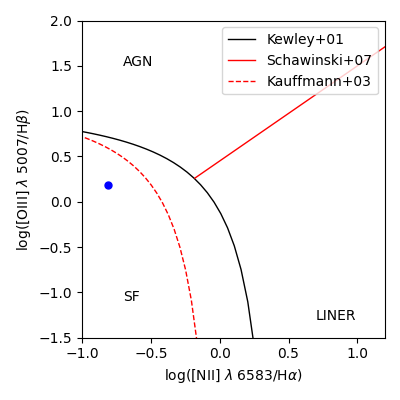 Kewley+01
Schawinski+07
Kauffmann+03
AGN
SF
LINER
2.0
1.5
1.0
0.5
0.0
−0.5
−1.0
−1.5
log([OIII] λ 5007/Hβ)
−1.0 −0.5 0.0 0.5 1.0
log([NII] λ 6583/Hα)